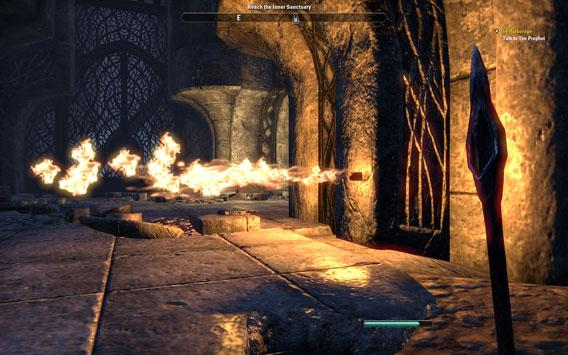 Reach the Inner Sanctuary
E
The Harborage
Talk to The Prophet